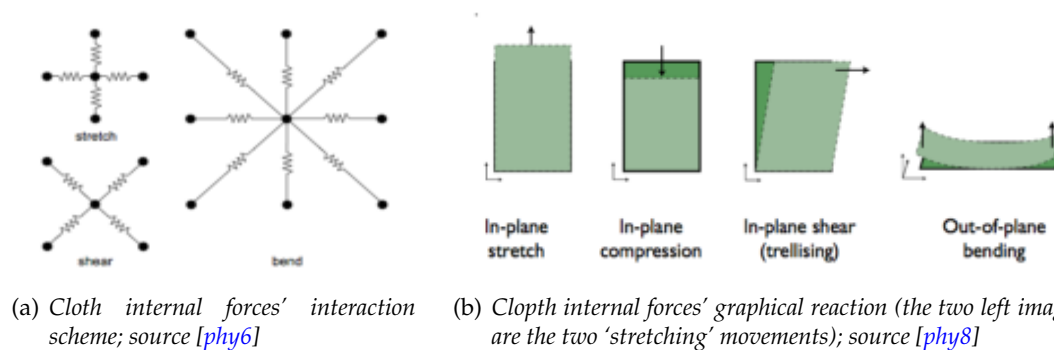 stretch
shear
bend
In-plane
stretch
In-plane
compression
In-plane shear
(trellising)
Out-of-plane
bending
(a) Cloth internal forces' interaction
scheme; source [phy6]
(b) Clopth internal forces' graphical reaction (the two left imag
are the two 'stretching' movements); source [phy8]